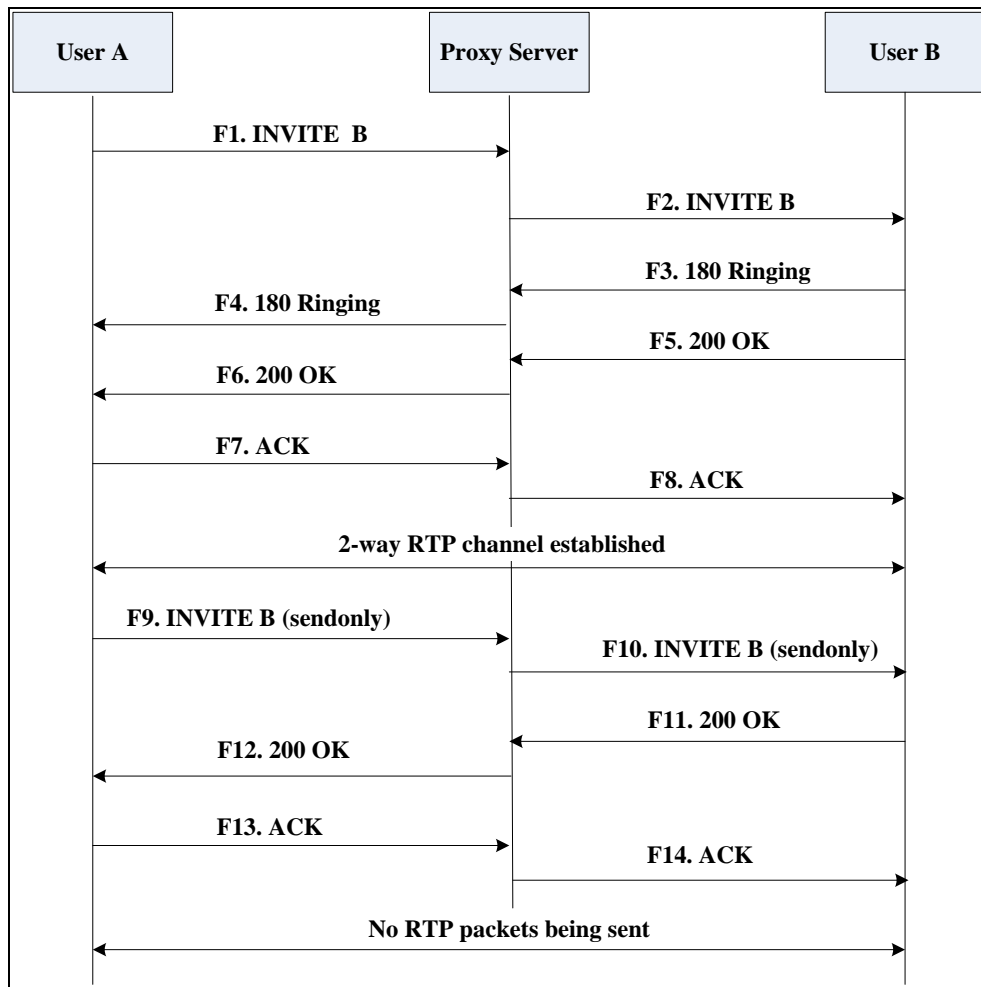 User A
Proxy Server
User B
F1. INVITE  B
F2. INVITE B
F3. 180 Ringing
F4. 180 Ringing
F5. 200 OK
F6. 200 OK
F7. ACK
F8. ACK
2-way RTP channel established
F9. INVITE B (sendonly)
F10. INVITE B (sendonly)
F11. 200 OK
F12. 200 OK
F13. ACK
F14. ACK
No RTP packets being sent